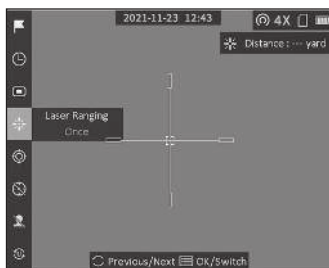 2021-11-23 12:43
4X
Distance : --- yard
Laser Ranging
Once
Previous/Next OK/Switch